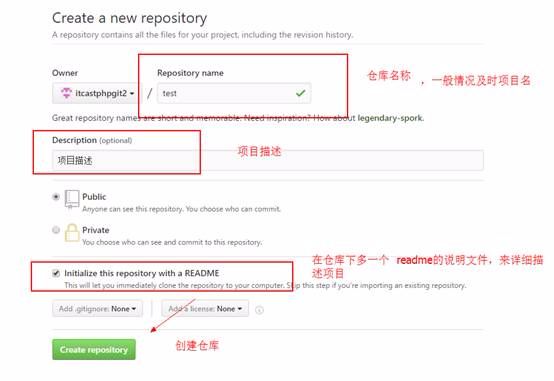 Create a new repository
A repository contains all the files for your project, including the revision history.
Owner
Repository name
itcastphpgit2 / test
仓库名称 ，一般情况及时项目名
Great repository names are short and memorable. Need inspiration? How about legendary-spork.
Description (optional)
项目描述
项目描述
Public
Anyone can see this repository. You choose who can commit.
Private
You choose who can see and commit to this repository.
在仓库下多一个 readme的说明文件，来详细描
述项目
Initialize this repository with a README
This will let you immediately clone the repository to your computer. Skip this step if you're importing an existing repository.
Add .gitignore: None
Add a license: None
创建仓库
Create repository